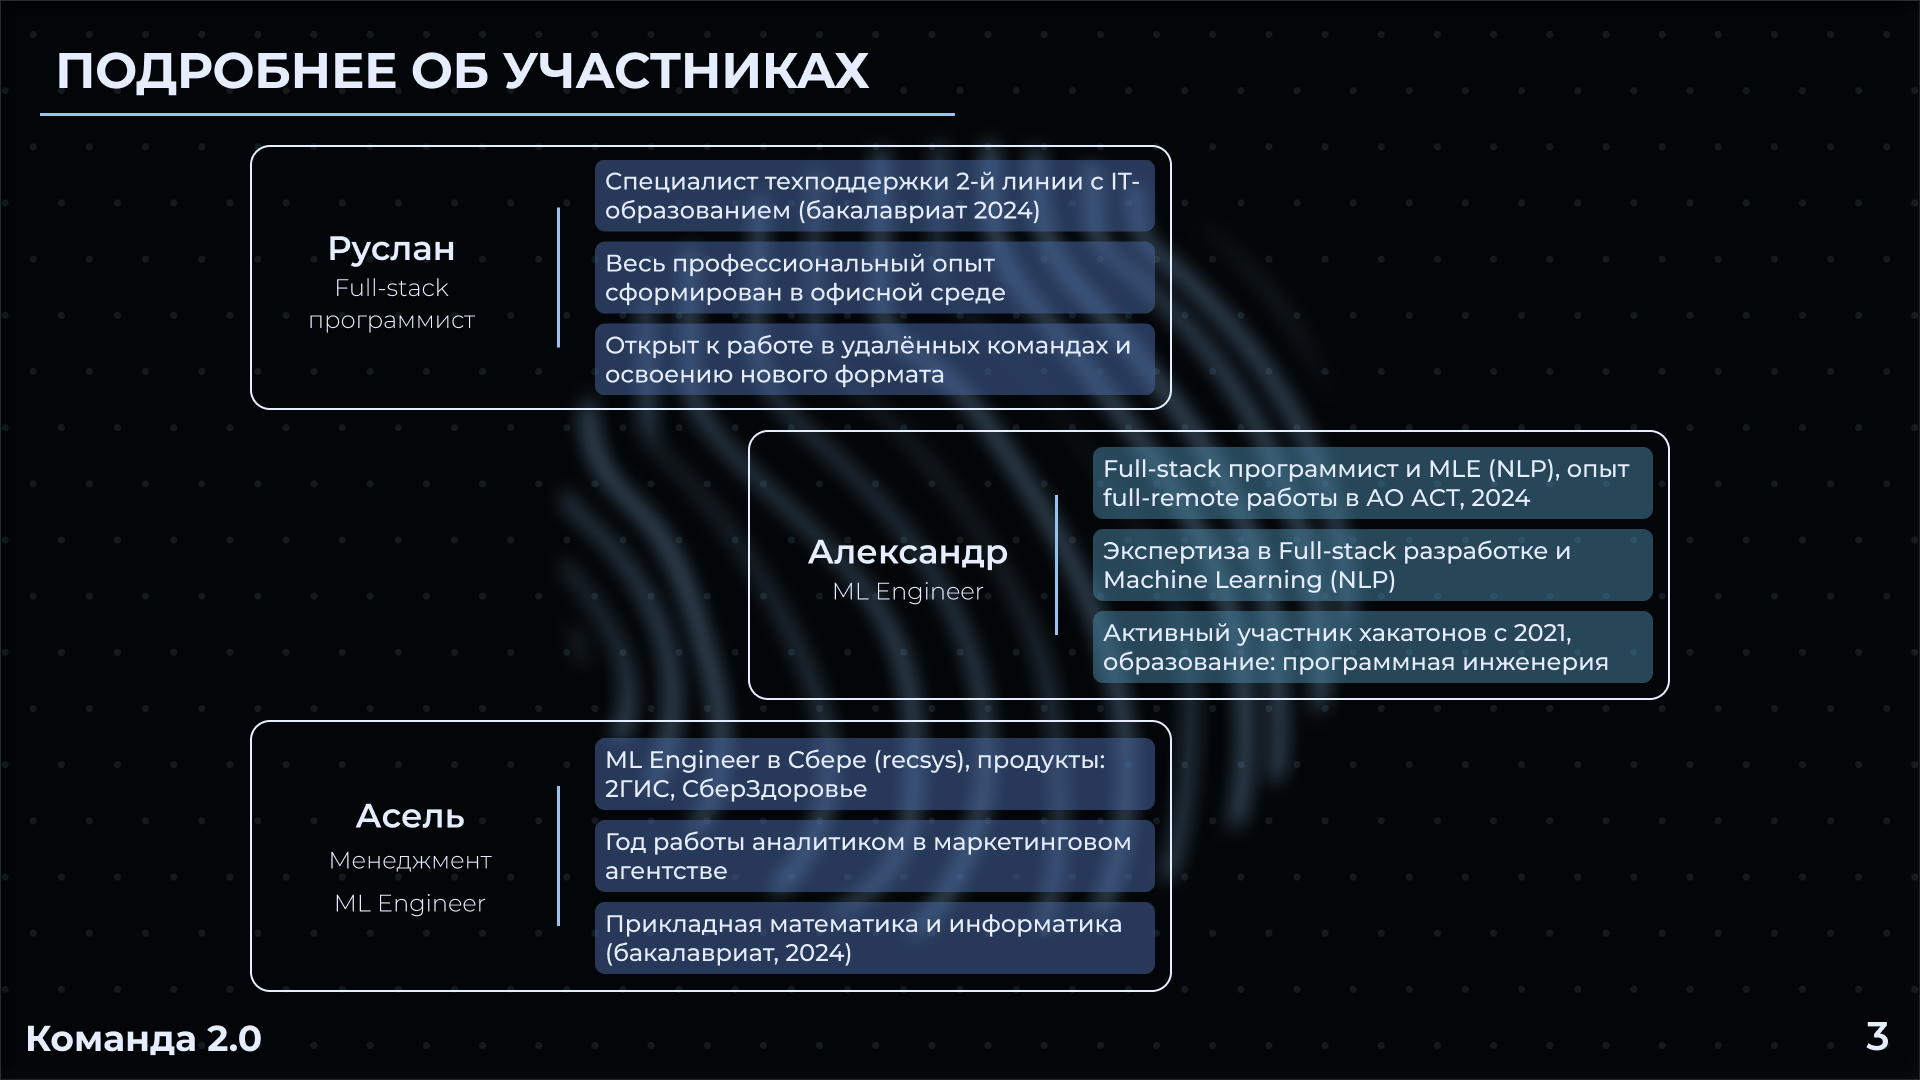 ПОДРОБНЕЕ ОБ УЧАСТНИКАХ
Руслан
Full-stack
программист
Специалист техподдержки 2-й линии с IT-
образованием (бакалавриат 2024)
Весь профессиональный опыт
сформирован в офисной среде
Открыт к работе в удалённых командах и
освоению нового формата
Александр
ML Engineer
Full-stack программист и MLE (NLP), опыт
full-remote работы в АО АСТ, 2024
Экспертиза в Full-stack разработке и
Machine Learning (NLP)
Активный участник хакатонов с 2021,
образование: программная инженерия
Асель
Менеджмент
ML Engineer
ML Engineer в Сбере (recsys), продукты:
2ГИС, СберЗдоровье
Год работы аналитиком в маркетинговом
агентстве
Прикладная математика и информатика
(бакалавриат, 2024)
Команда 2.0
3